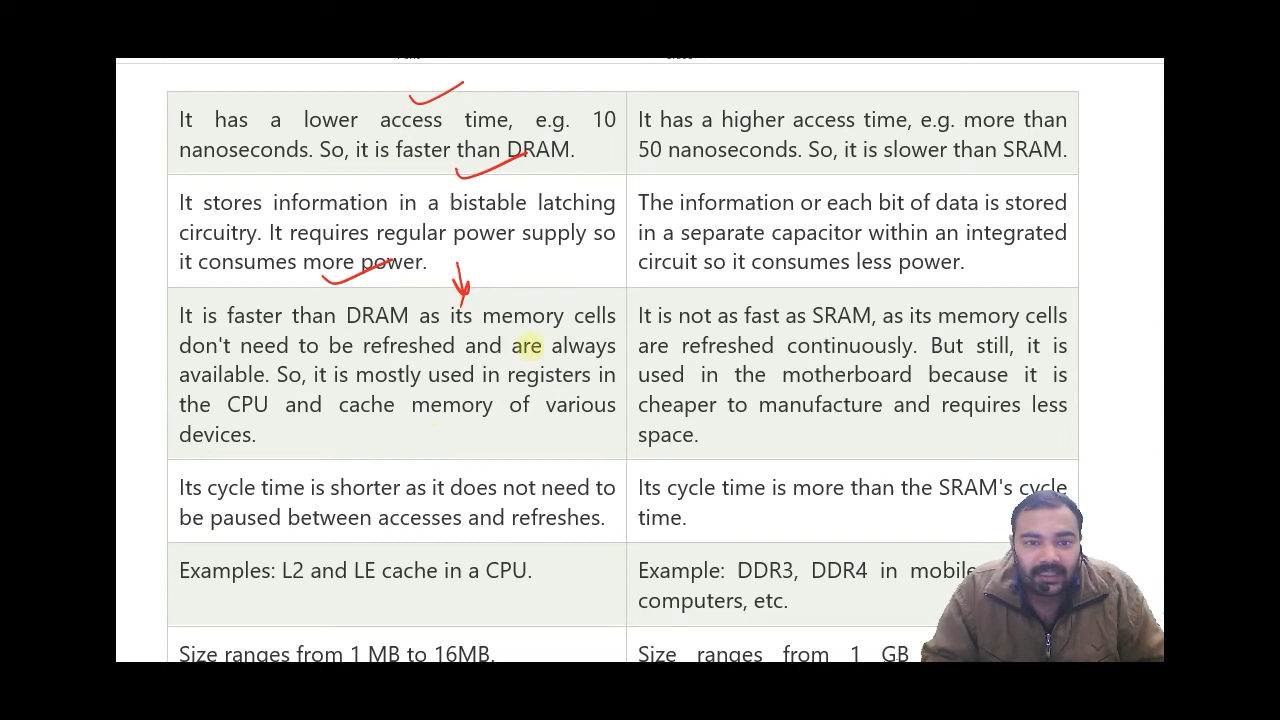 It has a lower access time, e.g. 10
nanoseconds. So, it is faster than DRAM.
It has a higher access time, e.g. more than
50 nanoseconds. So, it is slower than SRAM.
It stores information in a bistable latching
circuitry. It requires regular power supply so
it consumes more power.
The information or each bit of data is stored
in a separate capacitor within an integrated
circuit so it consumes less power.
It is faster than DRAM as its memory cells
don't need to be refreshed and are always
available. So, it is mostly used in registers in
the CPU and cache memory of various
devices.
It is not as fast as SRAM, as its memory cells
are refreshed continuously. But still, it is
used in the motherboard because it is
cheaper to manufacture and requires less
space.
Its cycle time is shorter as it does not need to
be paused between accesses and refreshes.
Its cycle time is more than the SRAM's cycle
time.
Examples: L2 and LE cache in a CPU.
Example: DDR3, DDR4 in mobile
computers, etc.
Size ranges from 1 MB to 16MB.
Size ranges from 1 GB